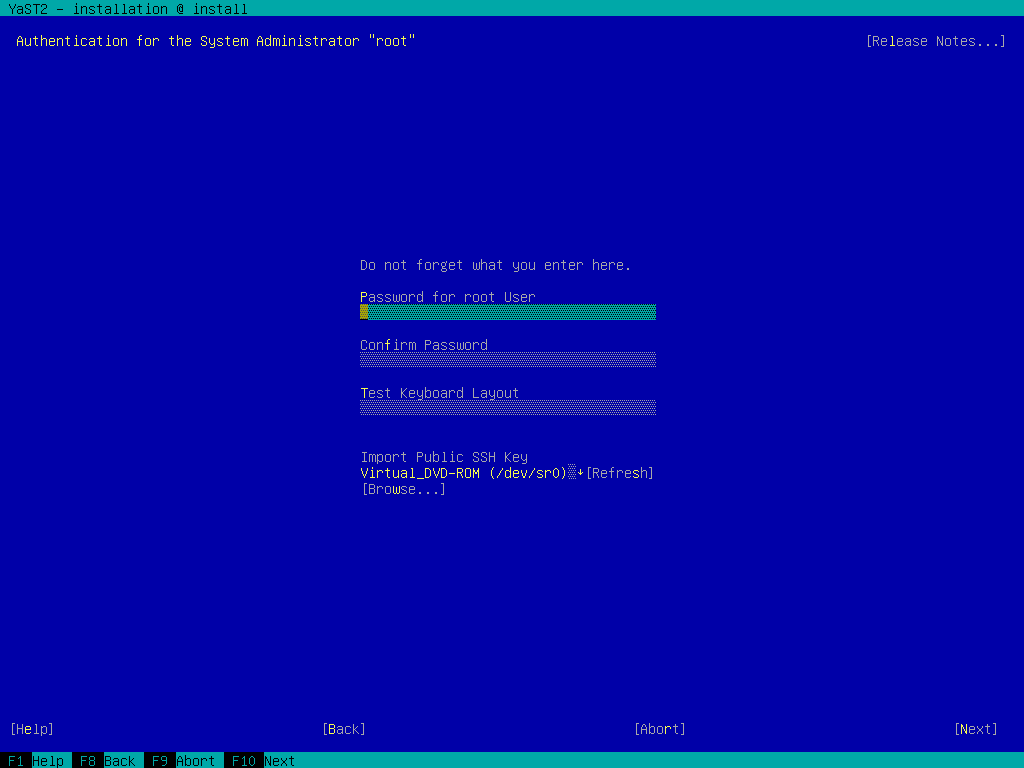 YaST2 - installation @ install
Authentication for the System Administrator "root" [Release Notes...]
Do not forget what you enter here.
Password for root User
Confirm Password
Test Keyboard Layout
Import Public SSH Key
Virtual_DVD-ROM (/dev/sr0)▒↓[Refresh]
[Browse...]
[Help] [Back] [Abort] [Next]
F1 Help F8 Back F9 Abort F10 Next